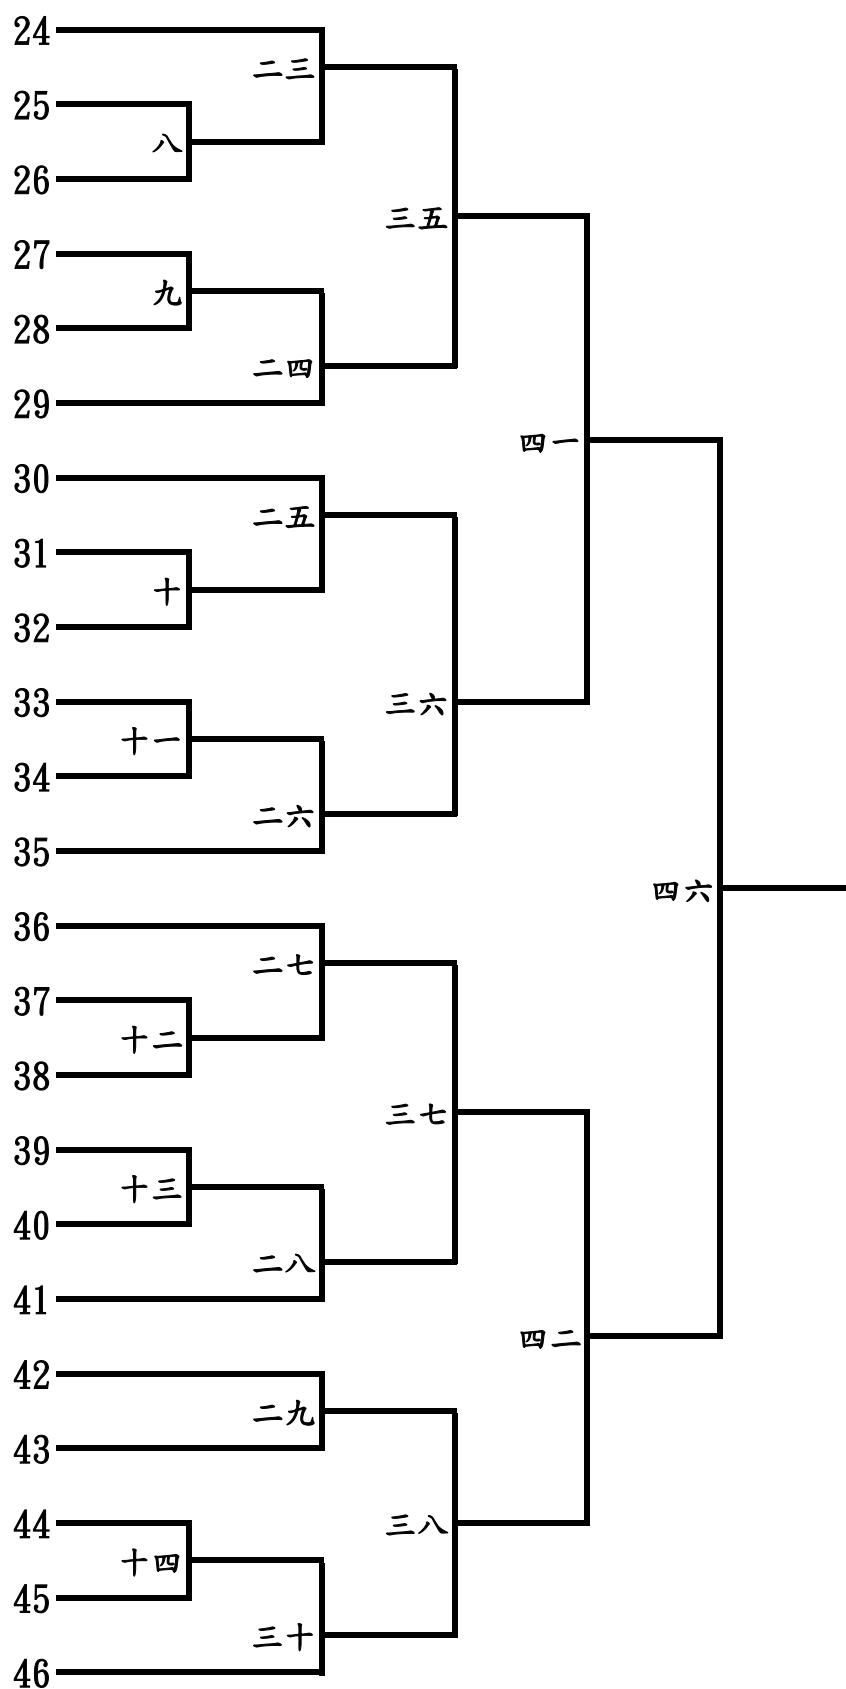 24
二三
25
八
26
三五
27
九
28
二四
29
四一
30
二五
31
十
32
33
三六
十一
34
二六
35
四六
36
二七
37
十二
38
三七
39
十三
40
二八
41
四二
42
二九
43
44
三八
十四
45
三十
46